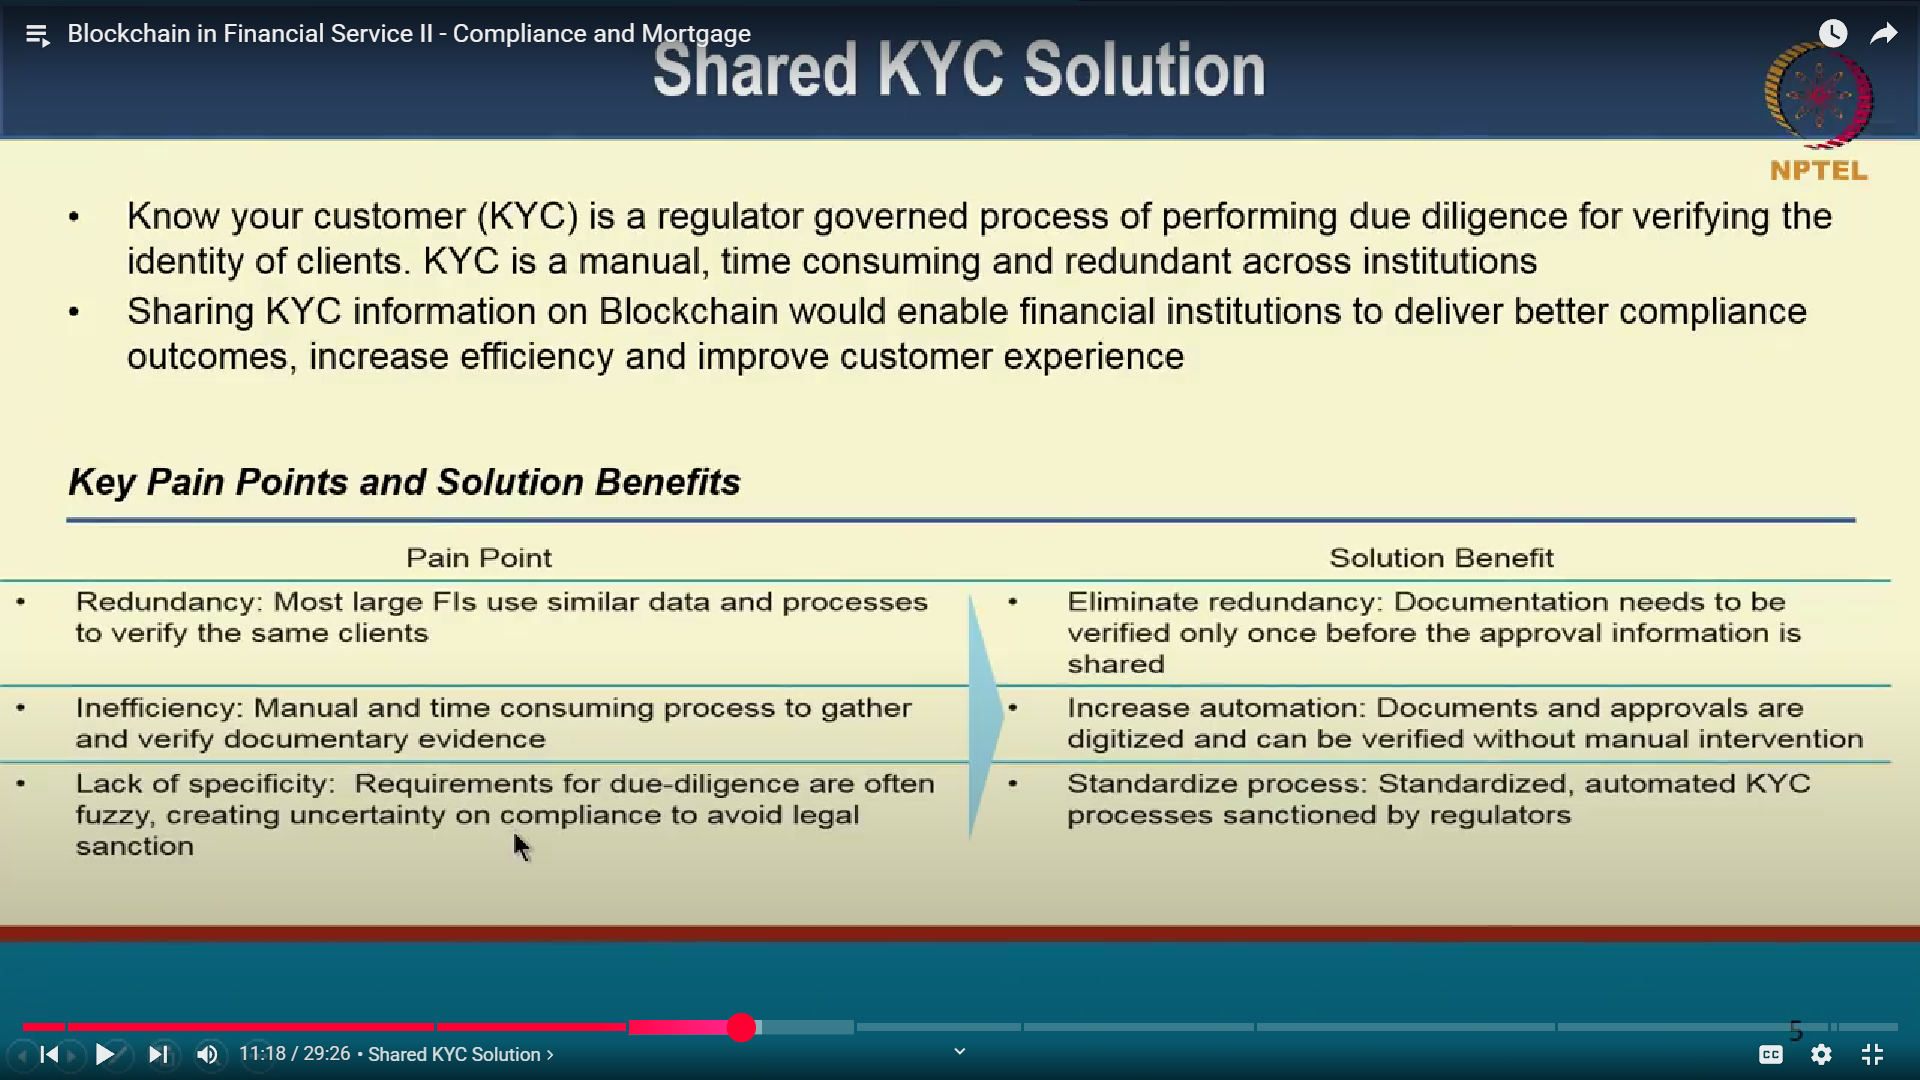 Blockchain in Financial Service II - Compliance and Mortgage
Shared KYC Solution
NPTEL
• Know your customer (KYC) is a regulator governed process of performing due diligence for verifying the
identity of clients. KYC is a manual, time consuming and redundant across institutions
• Sharing KYC information on Blockchain would enable financial institutions to deliver better compliance
outcomes, increase efficiency and improve customer experience
Key Pain Points and Solution Benefits
Pain Point
• Redundancy: Most large FIs use similar data and processes
to verify the same clients
• Inefficiency: Manual and time consuming process to gather
and verify documentary evidence
• Lack of specificity: Requirements for due-diligence are often
fuzzy, creating uncertainty on compliance to avoid legal
sanction
Solution Benefit
• Eliminate redundancy: Documentation needs to be
verified only once before the approval information is
shared
• Increase automation: Documents and approvals are
digitized and can be verified without manual intervention
• Standardize process: Standardized, automated KYC
processes sanctioned by regulators
5
11:18 / 29:26 • Shared KYC Solution ›
CC